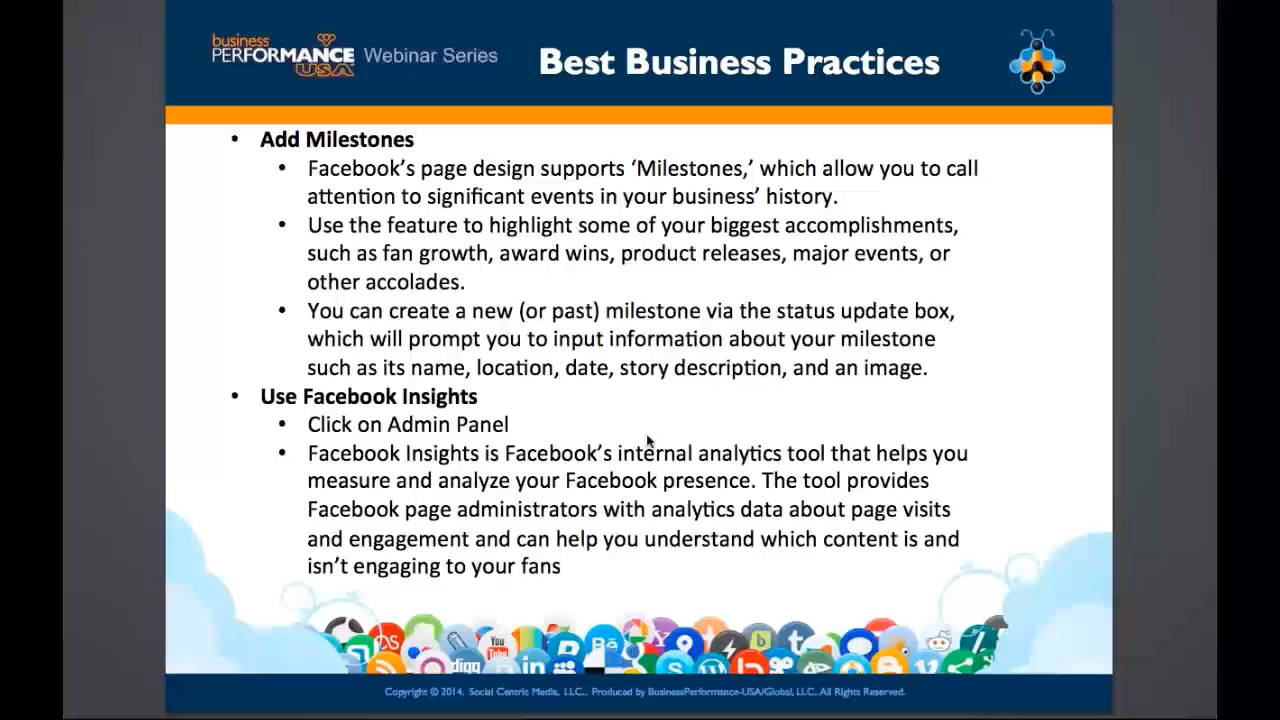 business
PERFORMANCE
USA
Webinar Series
Best Business Practices
• Add Milestones
• Facebook's page design supports ‘Milestones,’ which allow you to call
attention to significant events in your business’ history.
• Use the feature to highlight some of your biggest accomplishments,
such as fan growth, award wins, product releases, major events, or
other accolades.
• You can create a new (or past) milestone via the status update box,
which will prompt you to input information about your milestone
such as its name, location, date, story description, and an image.
• Use Facebook Insights
• Click on Admin Panel
• Facebook Insights is Facebook’s internal analytics tool that helps you
measure and analyze your Facebook presence. The tool provides
Facebook page administrators with analytics data about page visits
and engagement and can help you understand which content is and
isn’t engaging to your fans
You
Tube
digg
Copyright © 2014. Social Centric Media, LLC.. Produced by BusinessPerformance-USA/Global, LLC. All Rights Reserved.